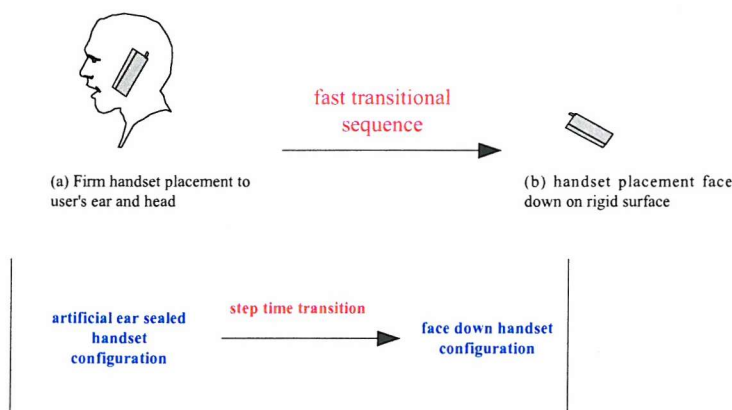 fast transitional
sequence
(a) Firm handset placement to
user's ear and head
(b) handset placement face
down on rigid surface
artificial ear sealed
handset
configuration
step time transition
face down handset
configuration